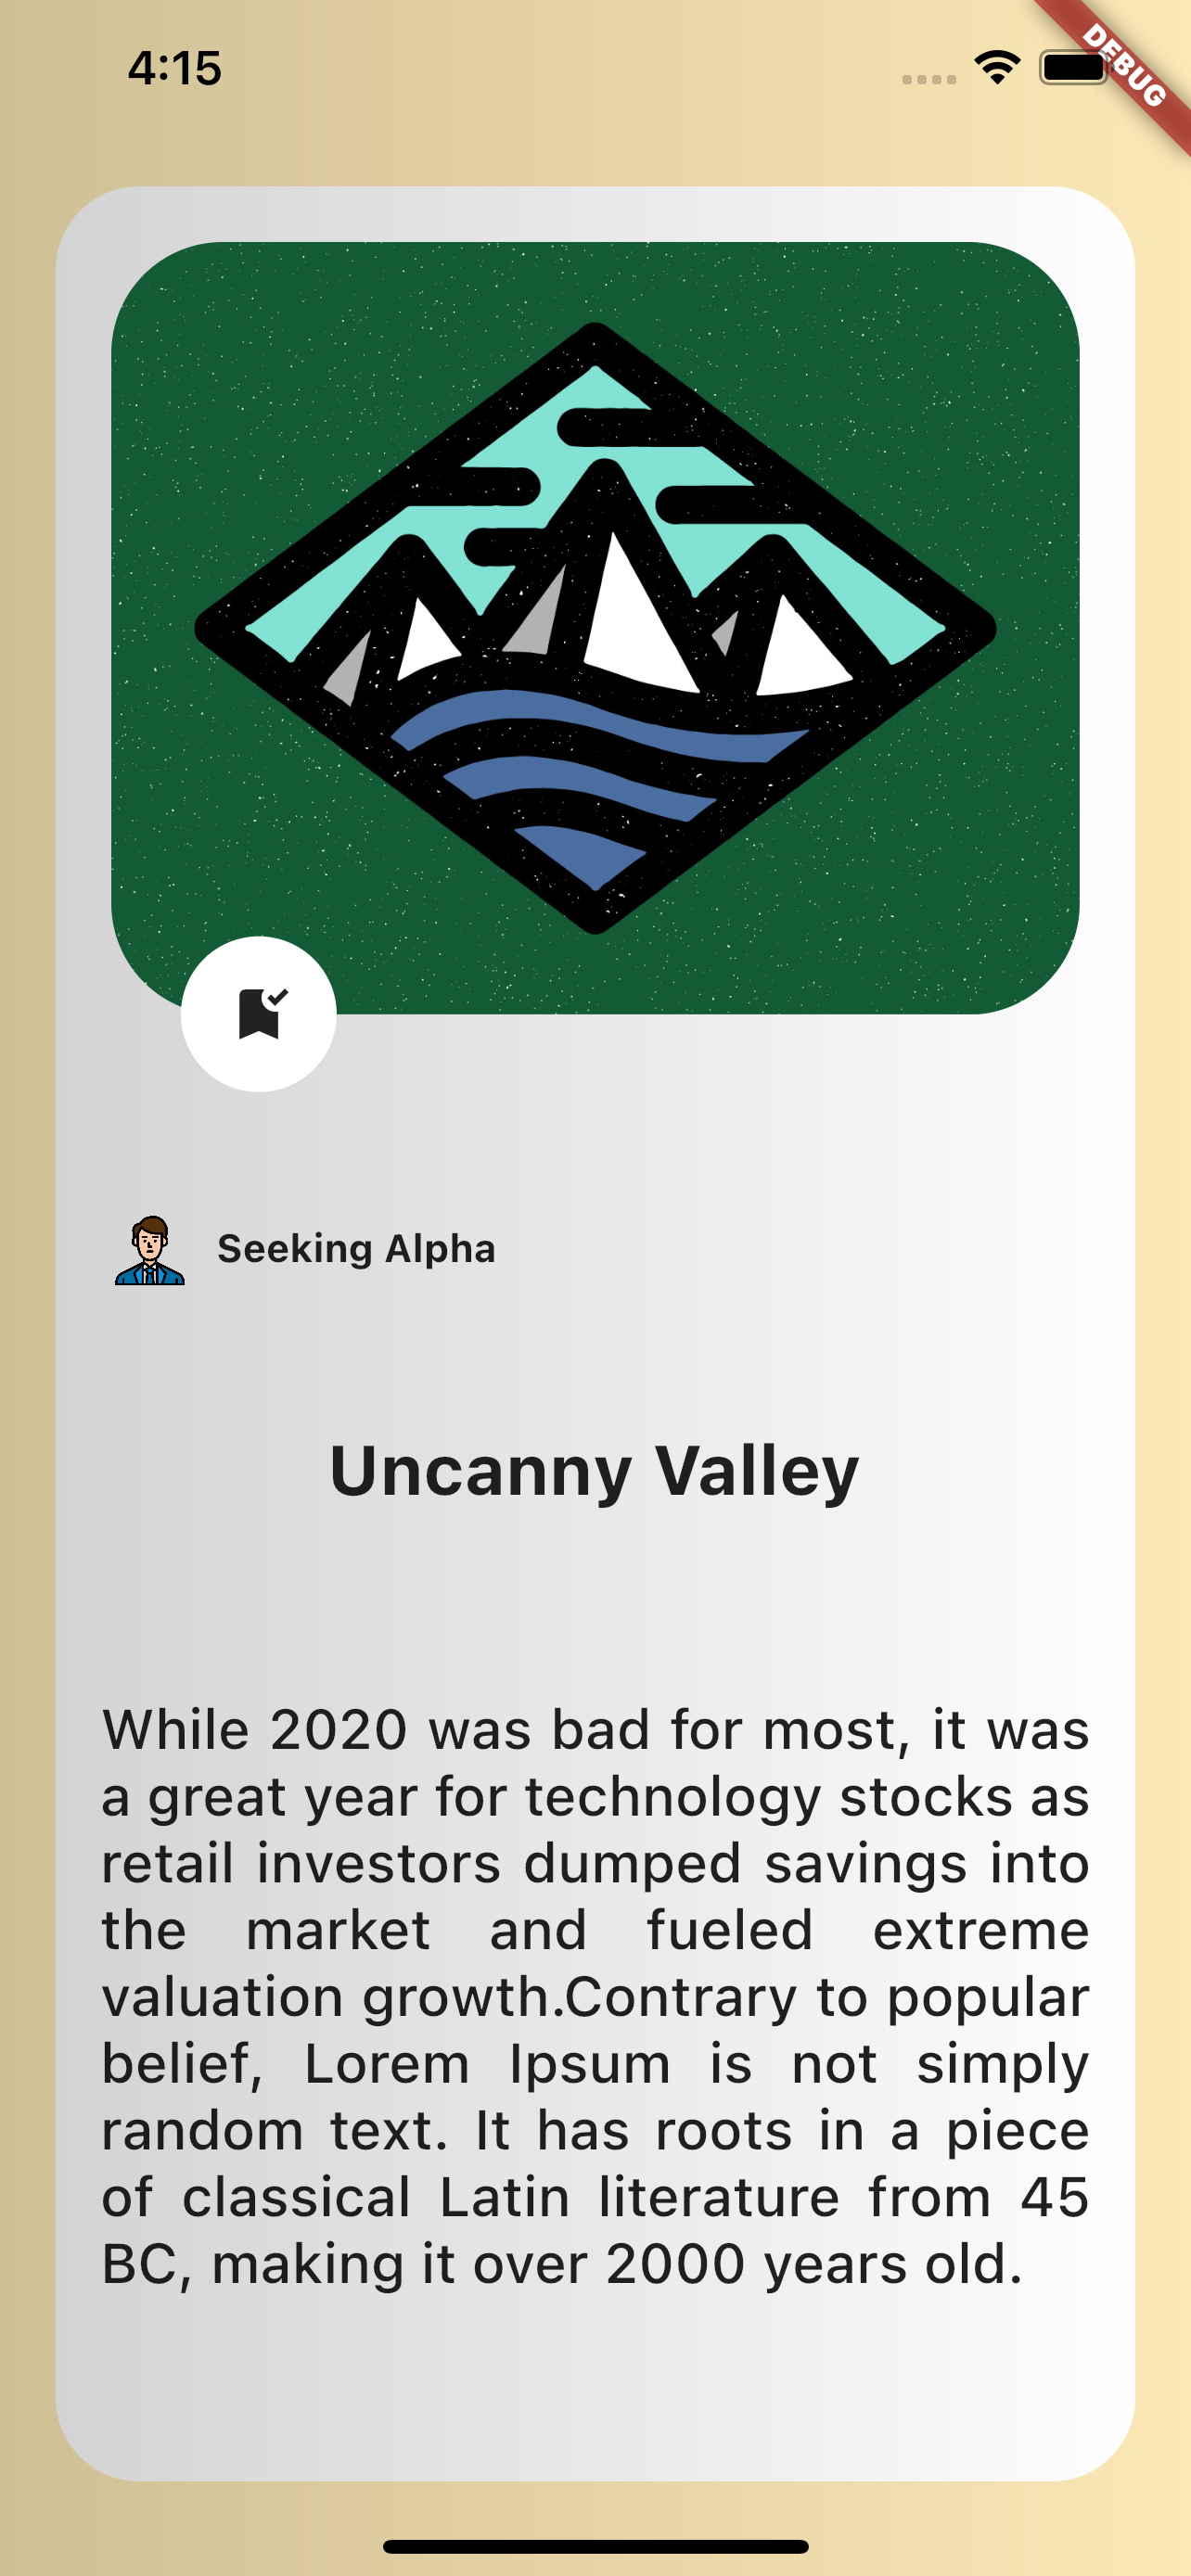 4:15
DEBUG
Seeking Alpha
Uncanny Valley
While 2020 was bad for most, it was
a great year for technology stocks as
retail investors dumped savings into
the market and fueled extreme
valuation growth.Contrary to popular
belief, Lorem Ipsum is not simply
random text. It has roots in a piece
of classical Latin literature from 45
BC, making it over 2000 years old.